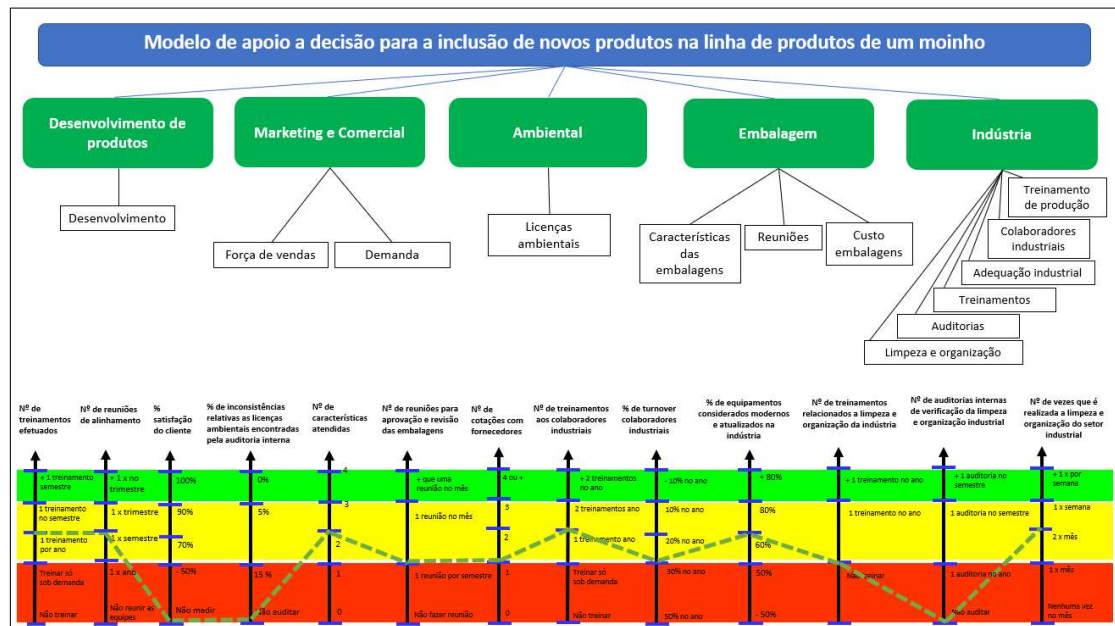 Modelo de apoio a decisão para a inclusão de novos produtos na linha de produtos de um moinho
Desenvolvimento de
produtos
Marketing e Comercial
Ambiental
Embalagem
Indústria
Desenvolvimento
Força de vendas
Demanda
Licenças
ambientais
Características
das
embalagens
Reuniões
Custo
embalagens
Treinamento
de produção
Colaboradores
industriais
Adequação industrial
Treinamentos
Auditorias
Limpeza e organização
Nº de
treinamentos
efetuados
Nº de reuniões
de alinhamento
%
satisfação
do cliente
% de inconsistências
relativas as licenças
ambientais encontradas
pela auditoria interna
Nº de
características
atendidas
Nº de reuniões para
aprovação e revisão
das embalagens
Nº de
cotações com
fornecedores
Nº de treinamentos
aos colaboradores
industriais
% de turnover
colaboradores
industriais
% de equipamentos
considerados modernos
e atualizados na
indústria
Nº de treinamentos
relacionados a limpeza e
organização da indústria
Nº de auditorias internas
de verificação da limpeza
e organização industrial
Nº de vezes que é
realizada a limpeza e
organização do setor
industrial
+ 1 treinamento
semestre
1 treinamento
no semestre
1 treinamento
por ano
Treinar só
sob demanda
Não treinar
+ 1 x no
trimestre
1 x trimestre
1 x semestre
1 x ano
Não reunir as
equipes
100%
90%
70%
- 50%
Não medir
0%
5%
15 %
Não auditar
4
3
2
1
0
+ que uma
reunião no mês
1 reunião no mês
1 reunião por semestre
Não fazer reunião
4 ou +
3
2
1
0
+ 2 treinamentos
no ano
2 treinamentos ano
1 treinamento ano
Treinar só
sob demanda
Não treinar
- 10% no ano
10% no ano
20% no ano
30% no ano
50% no ano
+ 80%
80%
60%
50%
- 50%
+ 1 treinamento no ano
1 treinamento no ano
Não treinar
+ 1 auditoria no
semestre
1 auditoria no semestre
1 auditoria no ano
Não auditar
+ 1 x por
semana
1 x semana
2 x mês
1 x mês
Nenhuma vez
no mês